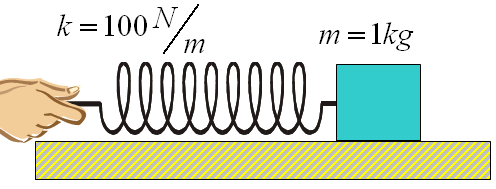 k = 100 N/m
m = 1kg